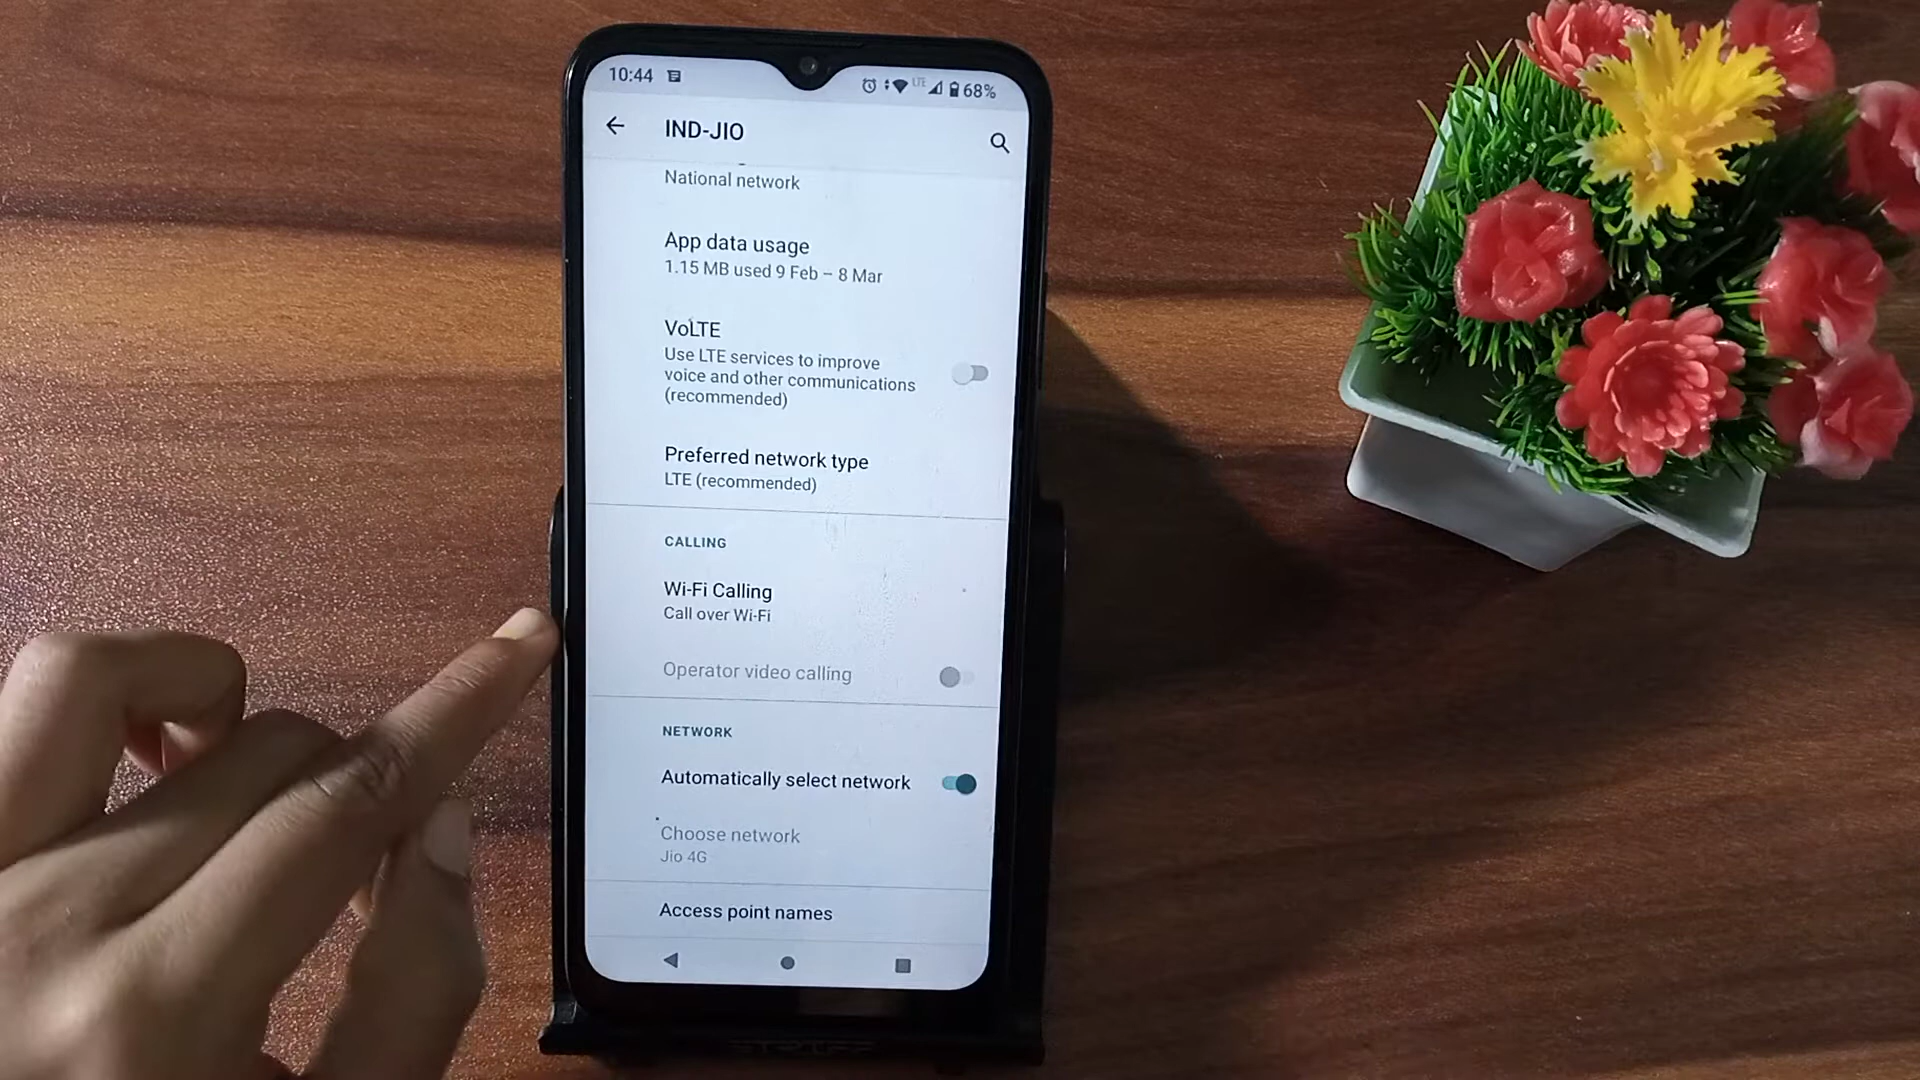 10:44
LTE 68%
IND-JIO
National network
App data usage
1.15 MB used 9 Feb – 8 Mar
VoLTE
Use LTE services to improve
voice and other communications
(recommended)
Preferred network type
LTE (recommended)
CALLING
Wi-Fi Calling
Call over Wi-Fi
Operator video calling
NETWORK
Automatically select network
Choose network
Jio 4G
Access point names